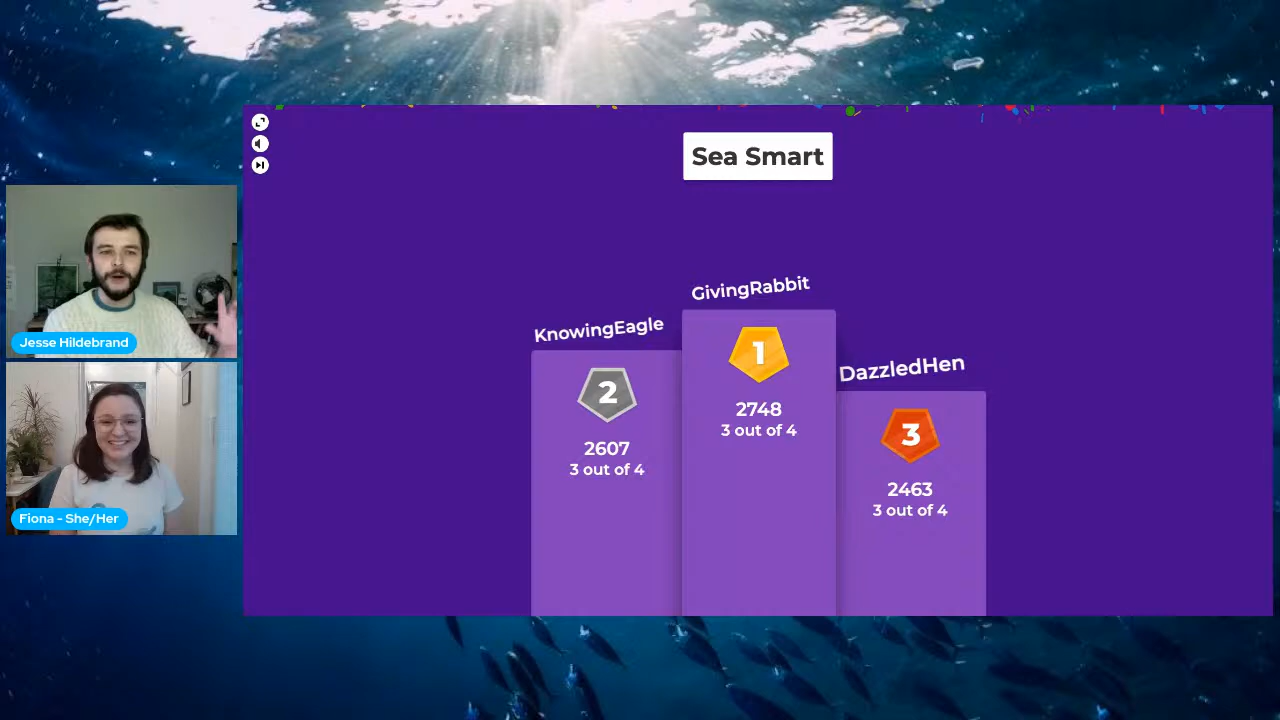 Sea Smart
GivingRabbit
KnowingEagle
DazzledHen
1
2748
3 out of 4
2
2607
3 out of 4
3
2463
3 out of 4
Jesse Hildebrand
Fiona - She/Her